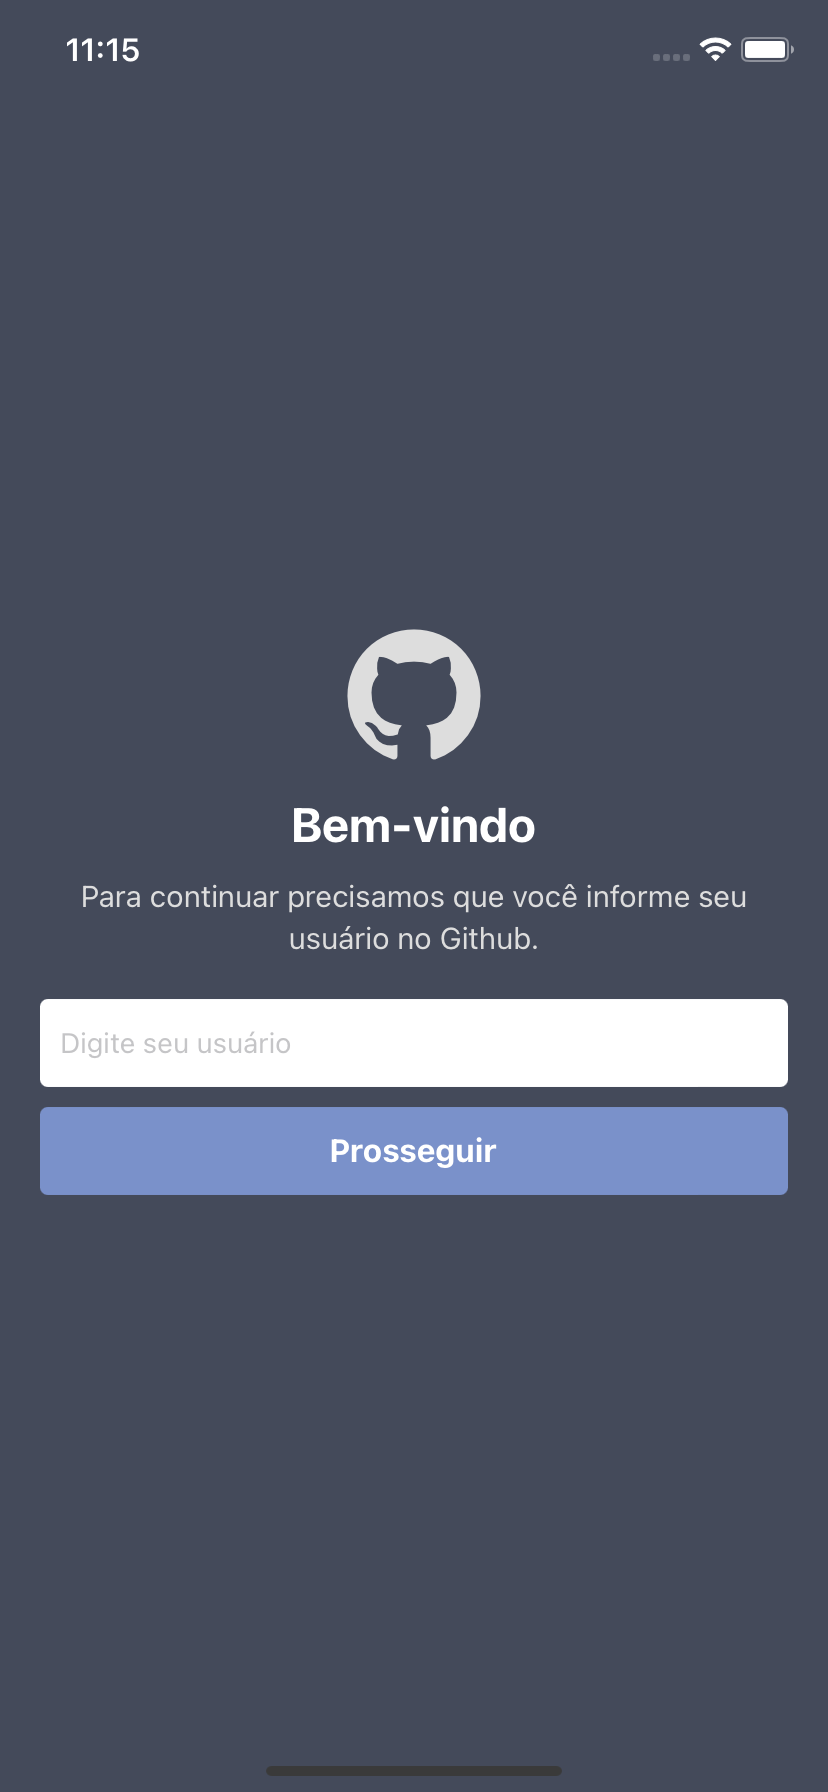 11:15
Bem-vindo
Para continuar precisamos que você informe seu
usuário no Github.
Digite seu usuário
Prosseguir